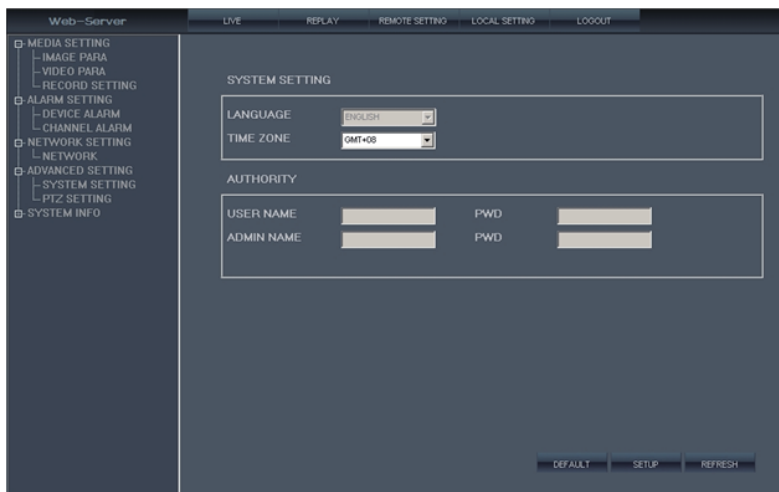 Web-Server
LIVE REPLAY REMOTE SETTING LOCAL SETTING LOGOUT
MEDIA SETTING
IMAGE PARA
VIDEO PARA
RECORD SETTING
ALARM SETTING
DEVICE ALARM
CHANNEL ALARM
NETWORK SETTING
NETWORK
ADVANCED SETTING
SYSTEM SETTING
PTZ SETTING
SYSTEM INFO
SYSTEM SETTING
LANGUAGE ENGLISH
TIME ZONE GMT+08
AUTHORITY
USER NAME PWD
ADMIN NAME PWD
DEFAULT SETUP REFRESH